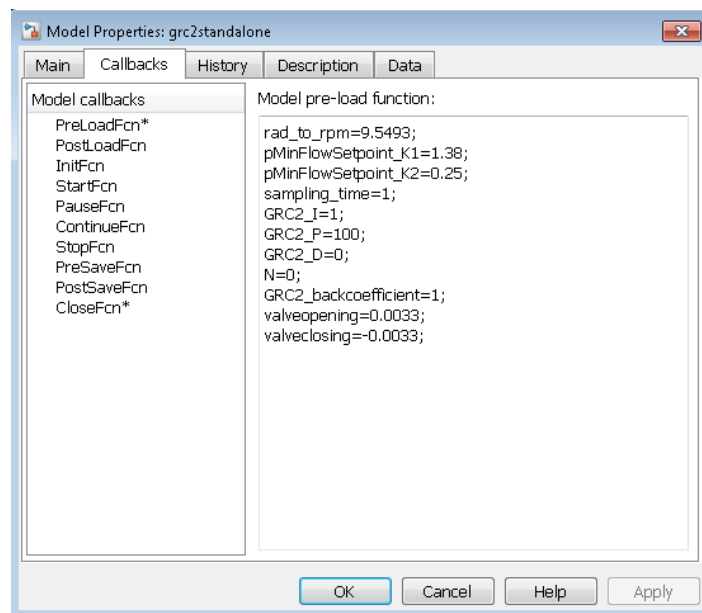 Model Properties: grc2standalone
Main Callbacks History Description Data
Model callbacks
PreLoadFcn*
PostLoadFcn
InitFcn
StartFcn
PauseFcn
ContinueFcn
StopFcn
PreSaveFcn
PostSaveFcn
CloseFcn*
Model pre-load function:
rad_to_rpm=9.5493;
pMinFlowSetpoint_K1=1.38;
pMinFlowSetpoint_K2=0.25;
sampling_time=1;
GRC2_I=1;
GRC2_P=100;
GRC2_D=0;
N=0;
GRC2_backcoefficient=1;
valveopening=0.0033;
valveclosing=-0.0033;
OK Cancel Help Apply